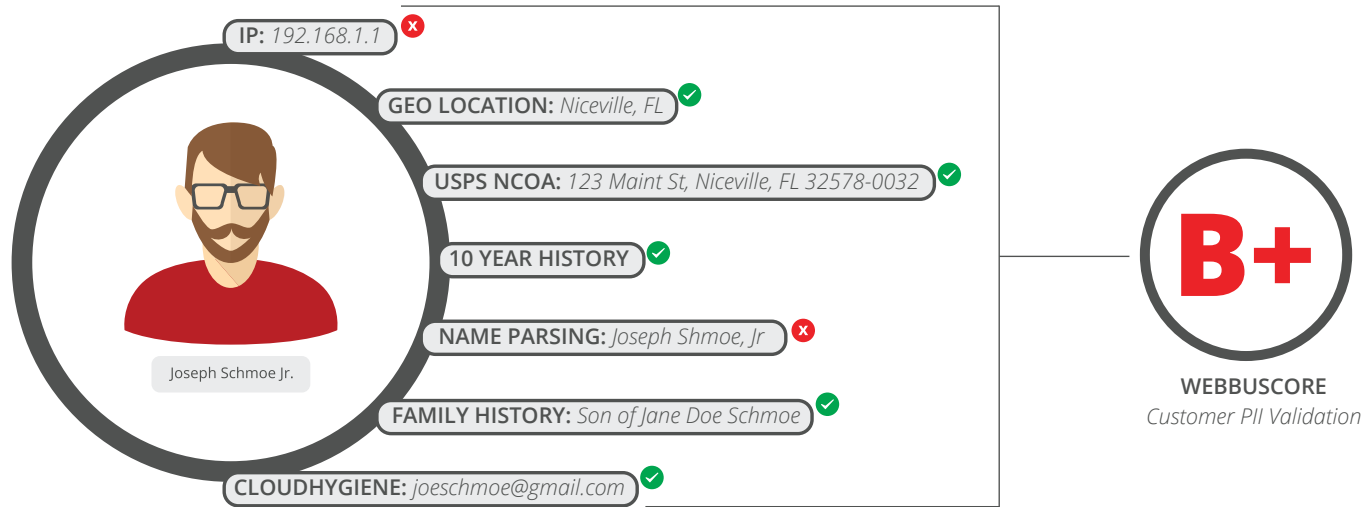 IP: 192.168.1.1 X
GEO LOCATION: Niceville, FL
USPS NCOA: 123 Maint St, Niceville, FL 32578-0032
10 YEAR HISTORY
NAME PARSING: Joseph Shmoe, Jr X
Joseph Schmoe Jr.
FAMILY HISTORY: Son of Jane Doe Schmoe
CLOUDHYGIENE: joeschmoe@gmail.com
B+
WEBBUSCORE
Customer PII Validation